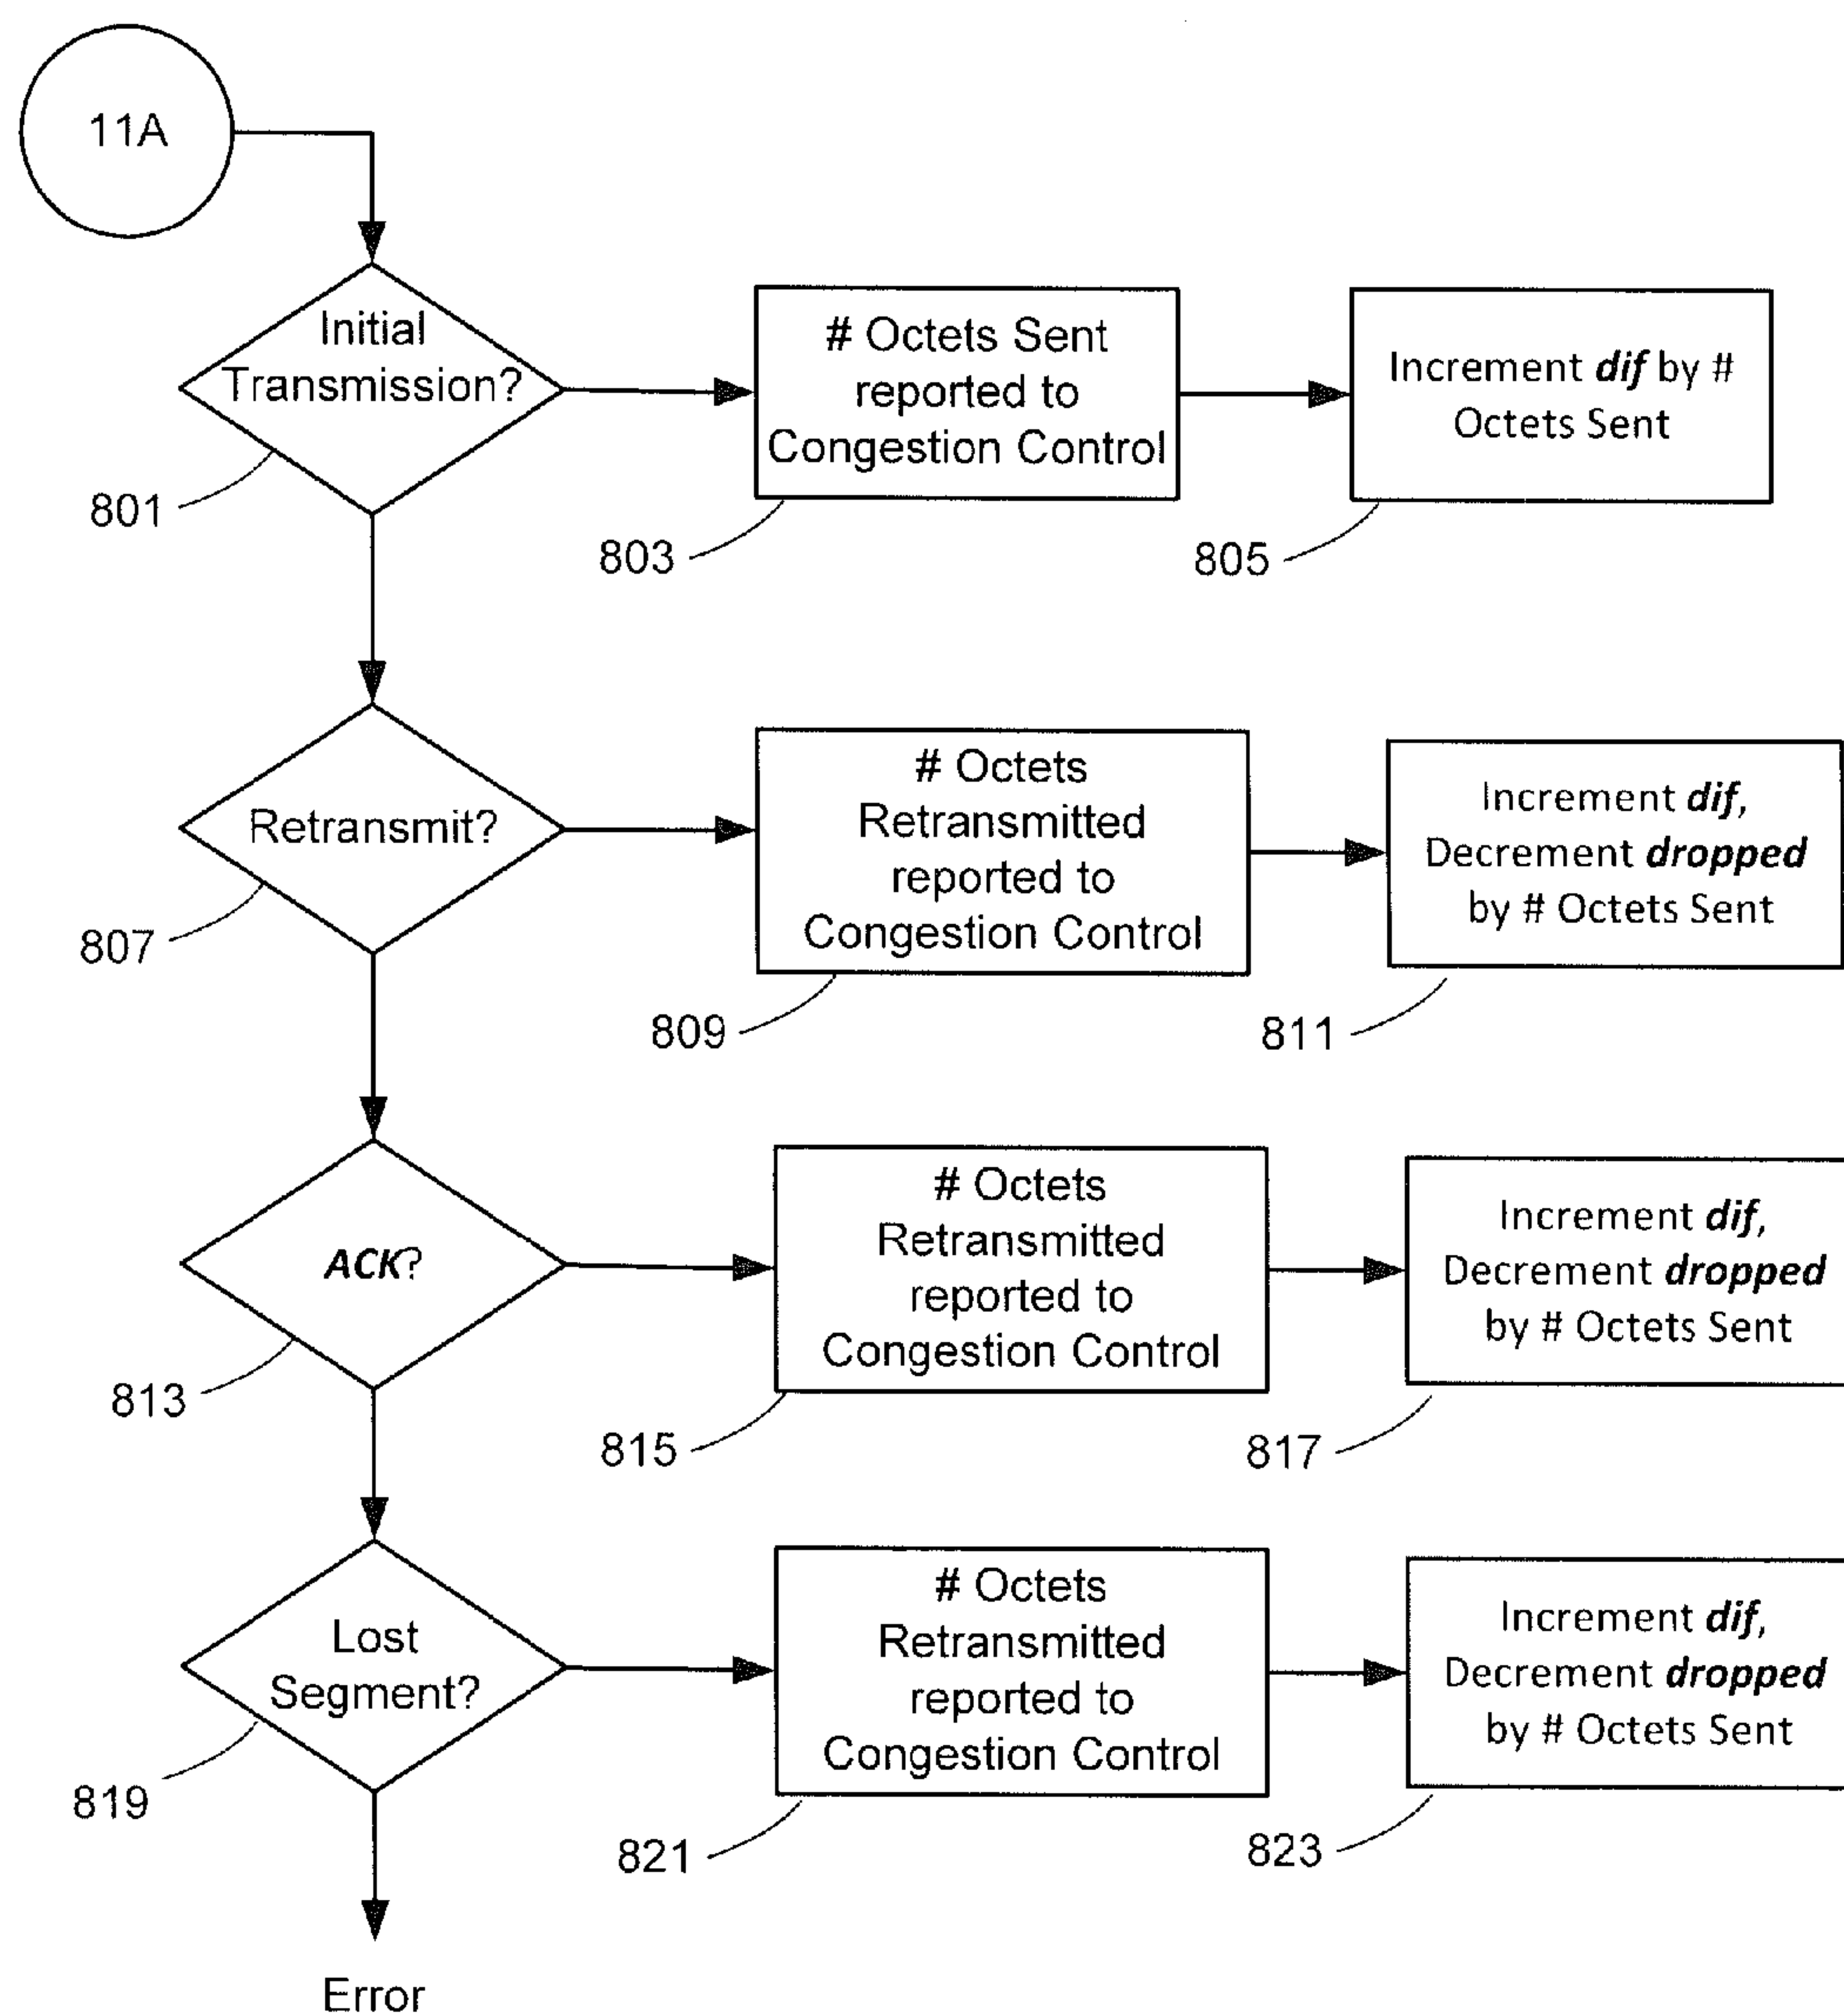 11A
Initial
Transmission?
801
# Octets Sent
reported to
Congestion Control
803
Increment dif by #
Octets Sent
805
Retransmit?
807
# Octets
Retransmitted
reported to
Congestion Control
809
Increment dif,
Decrement dropped
by # Octets Sent
811
ACK?
813
# Octets
Retransmitted
reported to
Congestion Control
815
Increment dif,
Decrement dropped
by # Octets Sent
817
Lost
Segment?
819
# Octets
Retransmitted
reported to
Congestion Control
821
Increment dif,
Decrement dropped
by # Octets Sent
823
Error